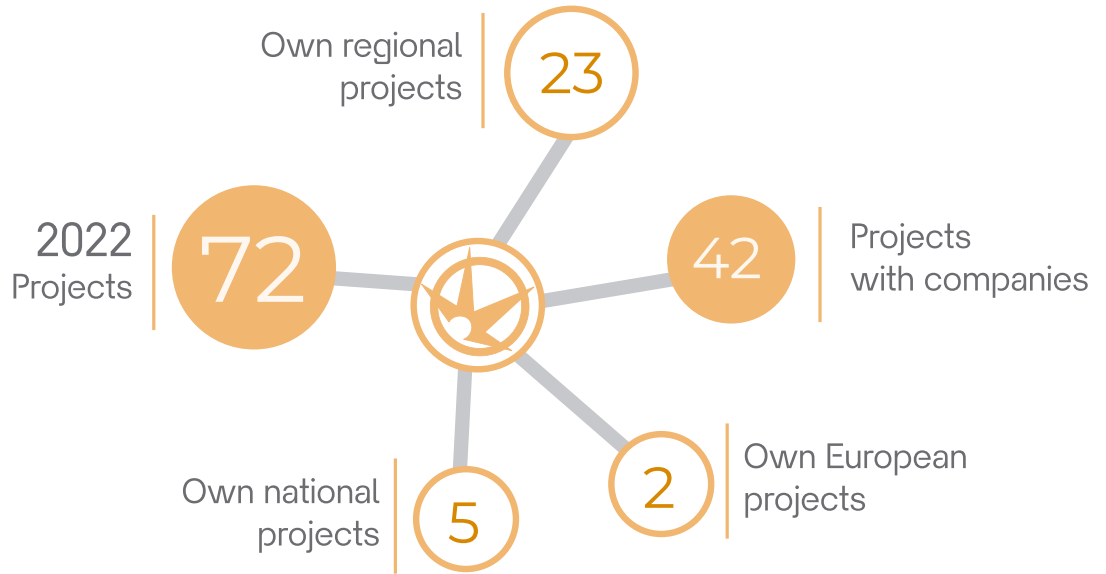 Own regional
projects
23
2022
Projects
72
42
Projects
with companies
Own national
projects
5
2
Own European
projects